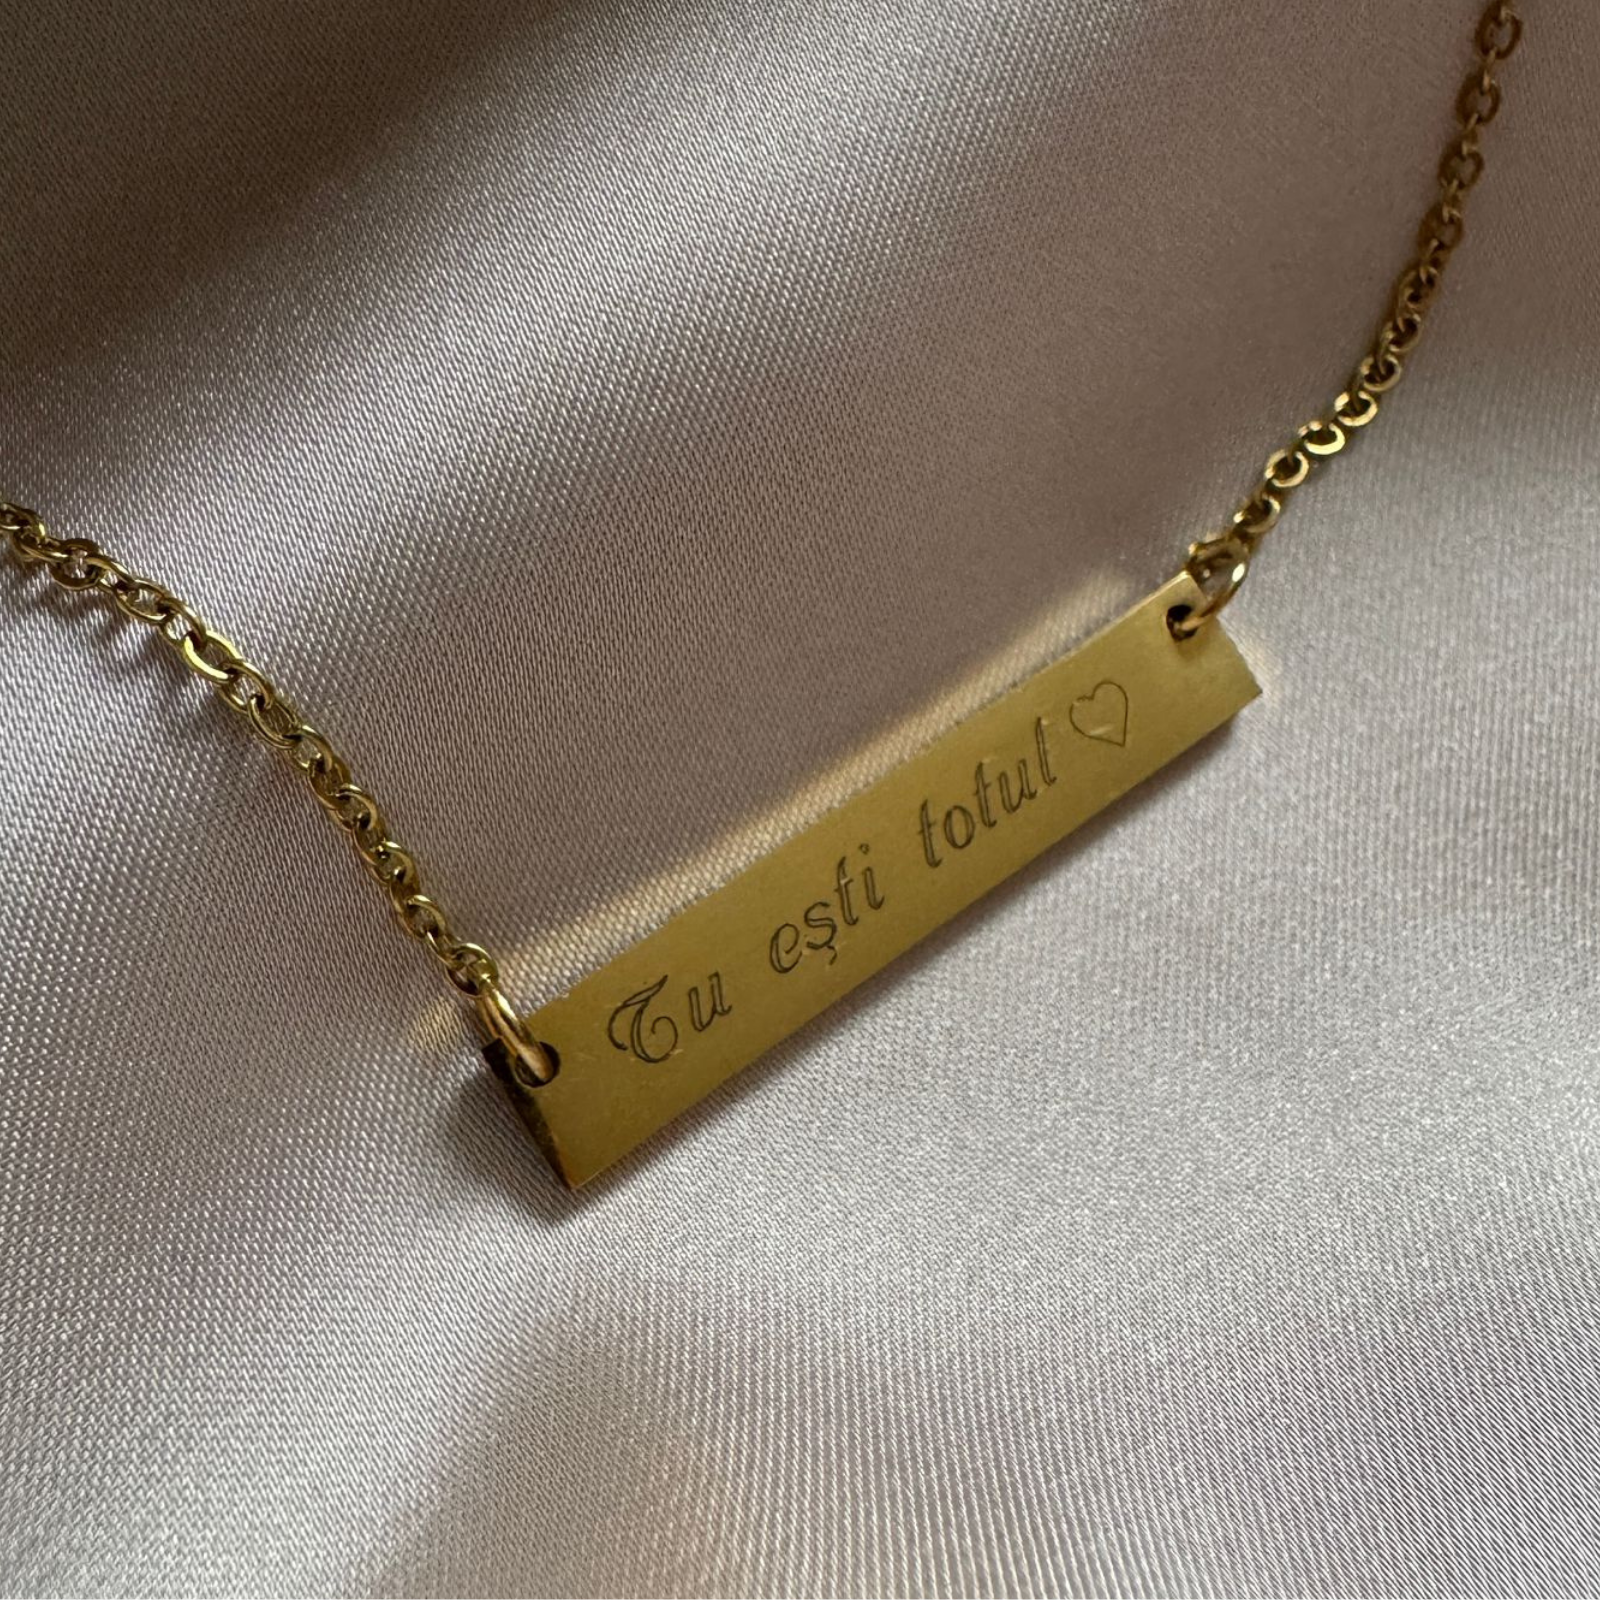 Tu ești totul ♡